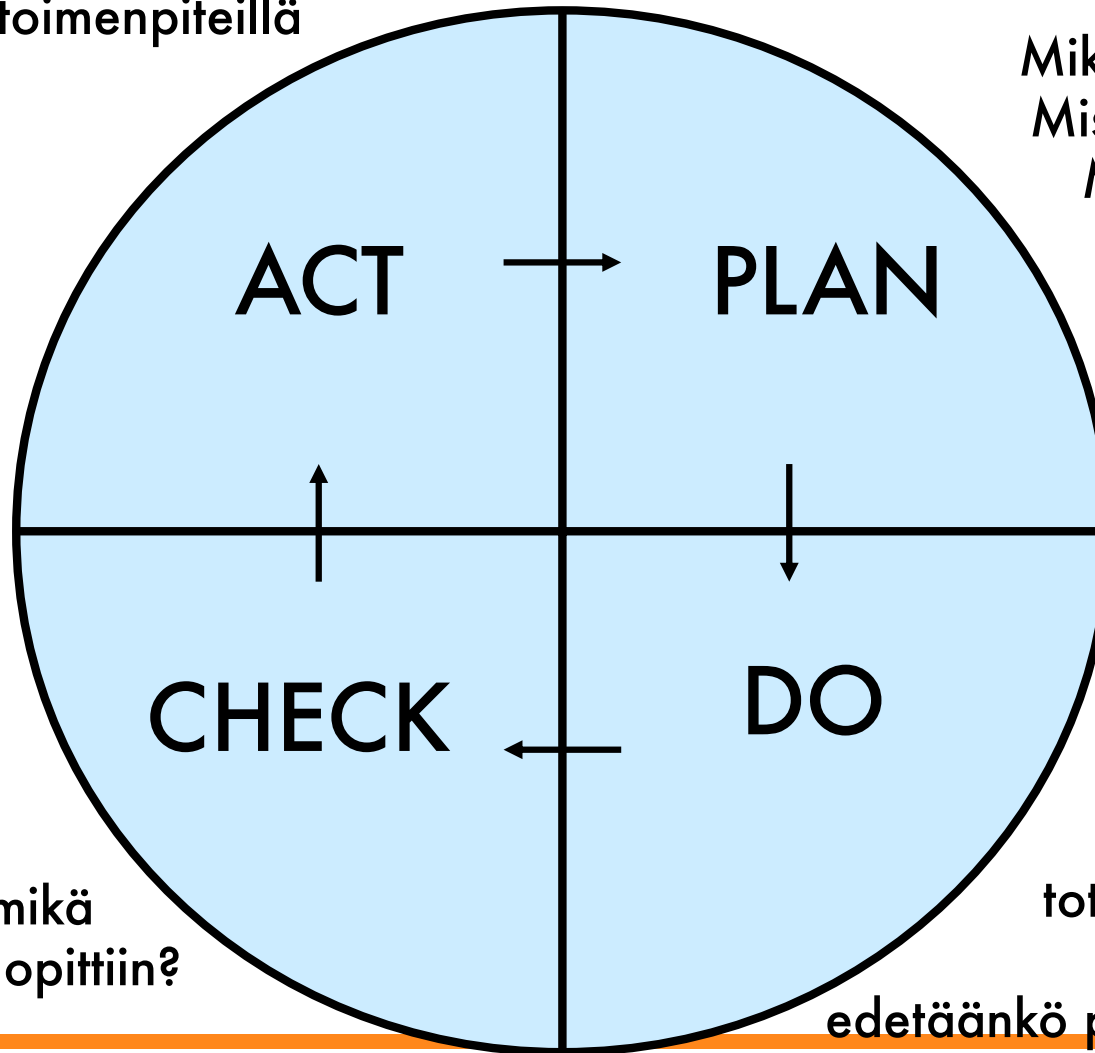 toimenpiteillä
ACT
PLAN
CHECK
DO
mikä
opittiin?
edetäänkö